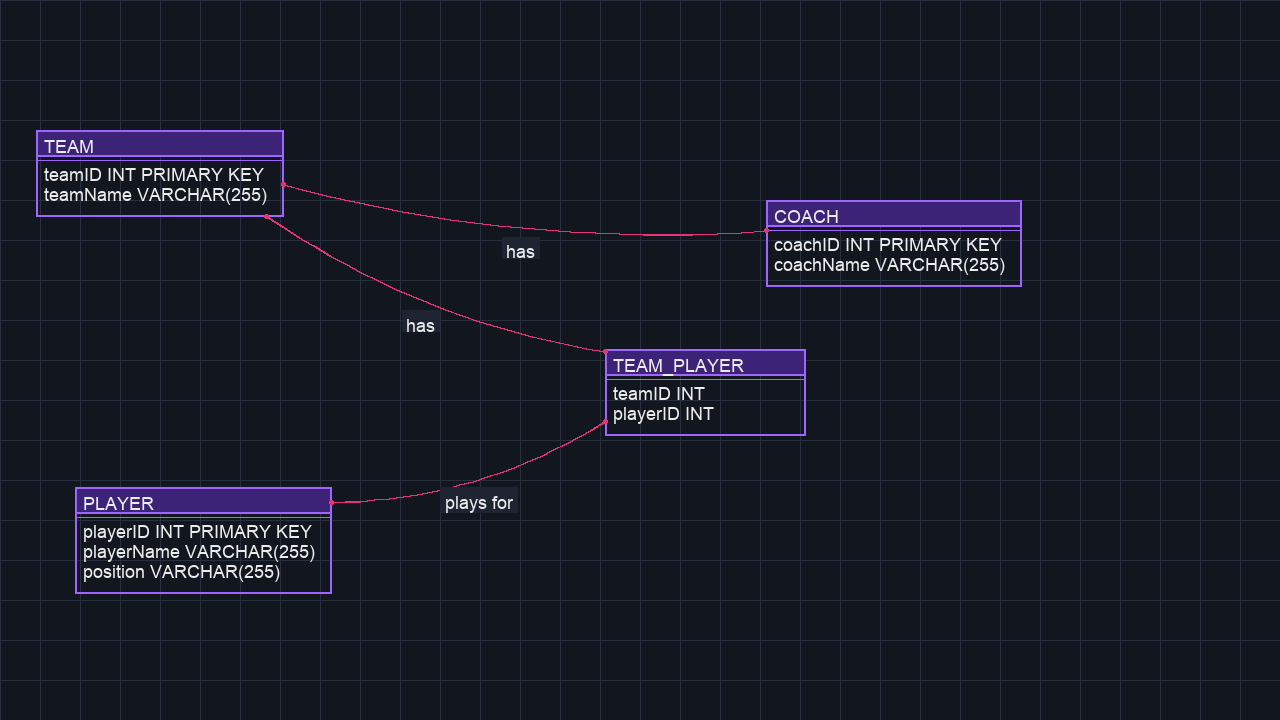 TEAM
teamID INT PRIMARY KEY
teamName VARCHAR(255)
COACH
coachID INT PRIMARY KEY
coachName VARCHAR(255)
has
has
TEAM_PLAYER
teamID INT
playerID INT
PLAYER
playerID INT PRIMARY KEY
playerName VARCHAR(255)
position VARCHAR(255)
plays for